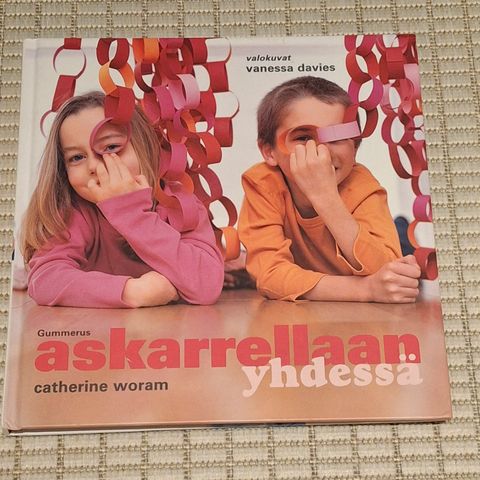 valokuvat
vanessa davies
Gummerus
askarrellaan
yhdessä
catherine woram